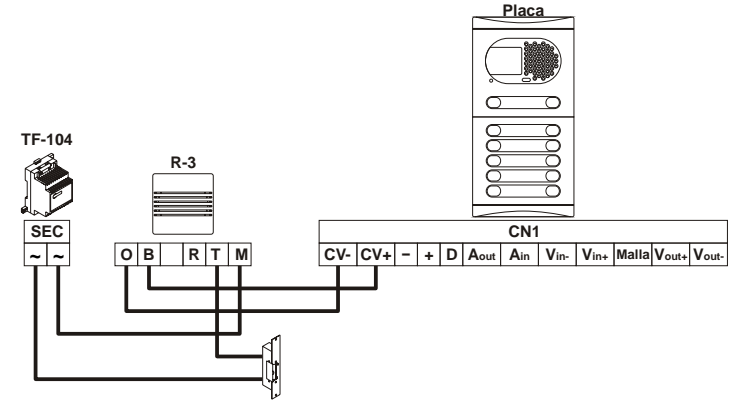 Placa
TF-104
R-3
SEC
CN1
~ ~
O B R T M
CV- CV+ − + D Aout Ain Vin- Vin+ Malla Vout+ Vout-